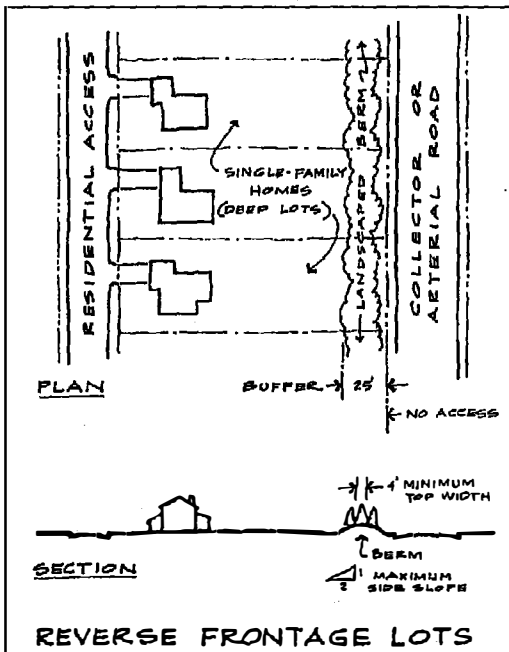 RESIDENTIAL ACCESS
SINGLE-FAMILY
HOMES
(DEEP LOTS)
LANDSCAPED BERM
COLLECTOR OR
ARTERIAL ROAD
PLAN
BUFFER
25'
NO ACCESS
4' MINIMUM
TOP WIDTH
BERM
SECTION
1
2
MAXIMUM
SIDE SLOPE
REVERSE FRONTAGE LOTS